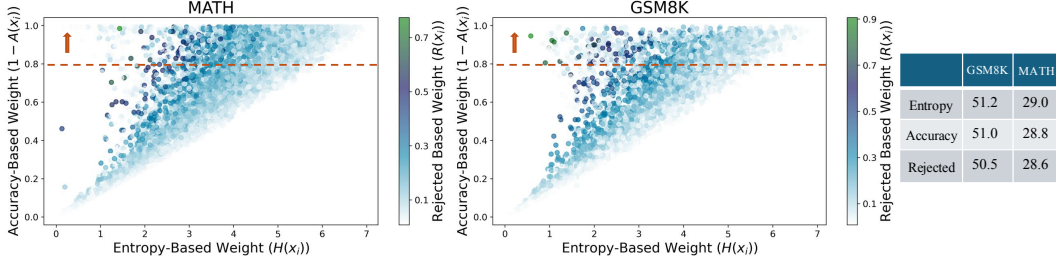 MATH
Accuracy-Based Weight (1 − A(xᵢ))
1.0
0.8
0.6
0.4
0.2
0.0
0 1 2 3 4 5 6 7
Entropy-Based Weight (H(xᵢ))
0.7
0.5
0.3
0.1
Rejected Based Weight (R(xᵢ))
GSM8K
Accuracy-Based Weight (1 − A(xᵢ))
1.0
0.8
0.6
0.4
0.2
0.0
0 1 2 3 4 5 6 7
Entropy-Based Weight (H(xᵢ))
0.9
0.7
0.5
0.3
0.1
Rejected Based Weight (R(xᵢ))
GSM8K MATH
Entropy 51.2 29.0
Accuracy 51.0 28.8
Rejected 50.5 28.6